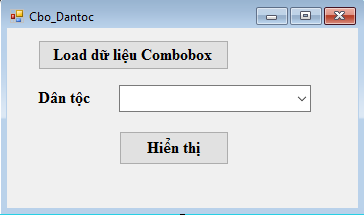 Cbo_Dantoc
Load dữ liệu Combobox
Dân tộc
Hiển thị